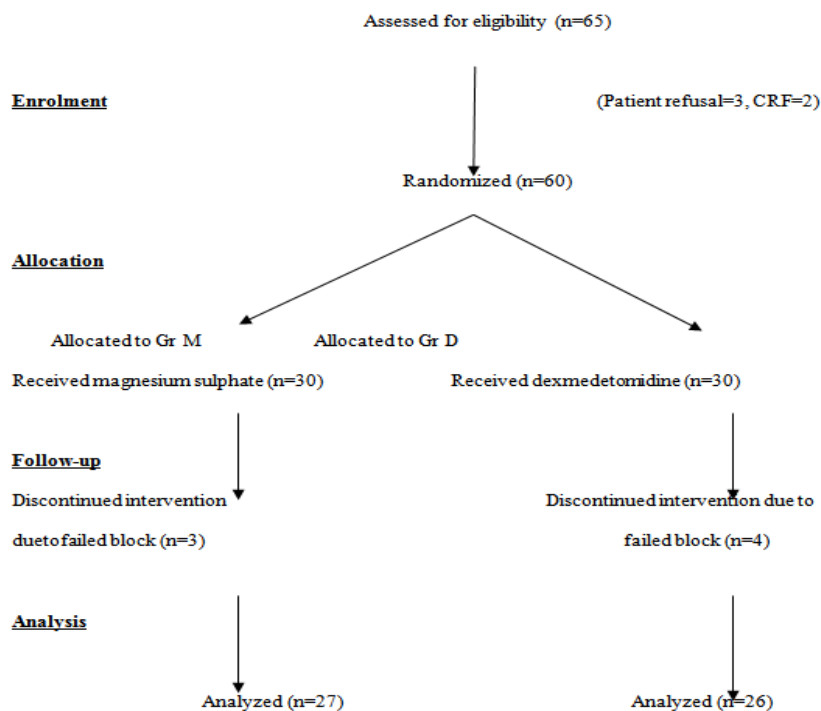 Assessed for eligibility (n=65)
Enrolment
(Patient refusal=3, CRF=2)
Randomized (n=60)
Allocation
Allocated to Gr M
Allocated to Gr D
Received magnesium sulphate (n=30)
Received dexmedetomidine (n=30)
Follow-up
Discontinued intervention
dueto failed block (n=3)
Discontinued intervention due to
failed block (n=4)
Analysis
Analyzed (n=27)
Analyzed (n=26)